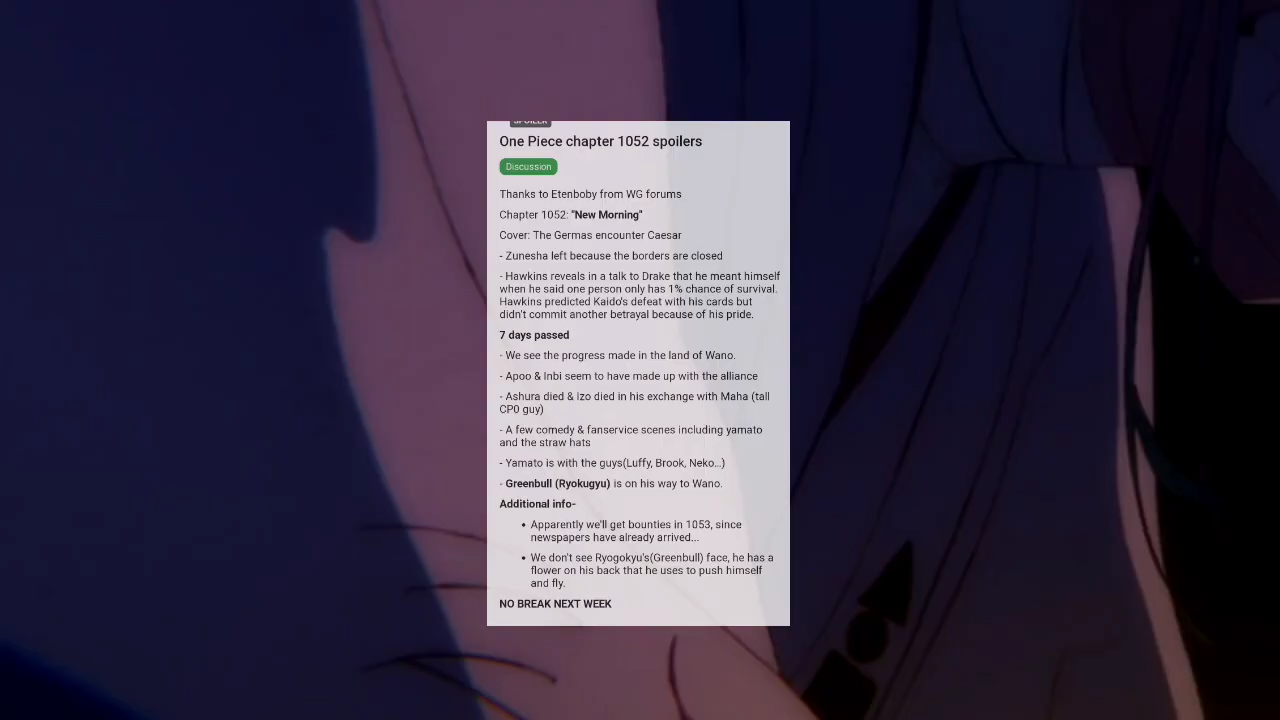 SPOILER
One Piece chapter 1052 spoilers
Discussion
Thanks to Etenboby from WG forums
Chapter 1052: "New Morning"
Cover: The Germas encounter Caesar
- Zunesha left because the borders are closed
- Hawkins reveals in a talk to Drake that he meant himself
when he said one person only has 1% chance of survival.
Hawkins predicted Kaido's defeat with his cards but
didn't commit another betrayal because of his pride.
7 days passed
- We see the progress made in the land of Wano.
- Apoo & Inbi seem to have made up with the alliance
- Ashura died & Izo died in his exchange with Maha (tall
CP0 guy)
- A few comedy & fanservice scenes including yamato
and the straw hats
- Yamato is with the guys(Luffy, Brook, Neko...)
- Greenbull (Ryokugyu) is on his way to Wano.
Additional info-
• Apparently we'll get bounties in 1053, since
newspapers have already arrived...
• We don't see Ryogokyu's(Greenbull) face, he has a
flower on his back that he uses to push himself
and fly.
NO BREAK NEXT WEEK